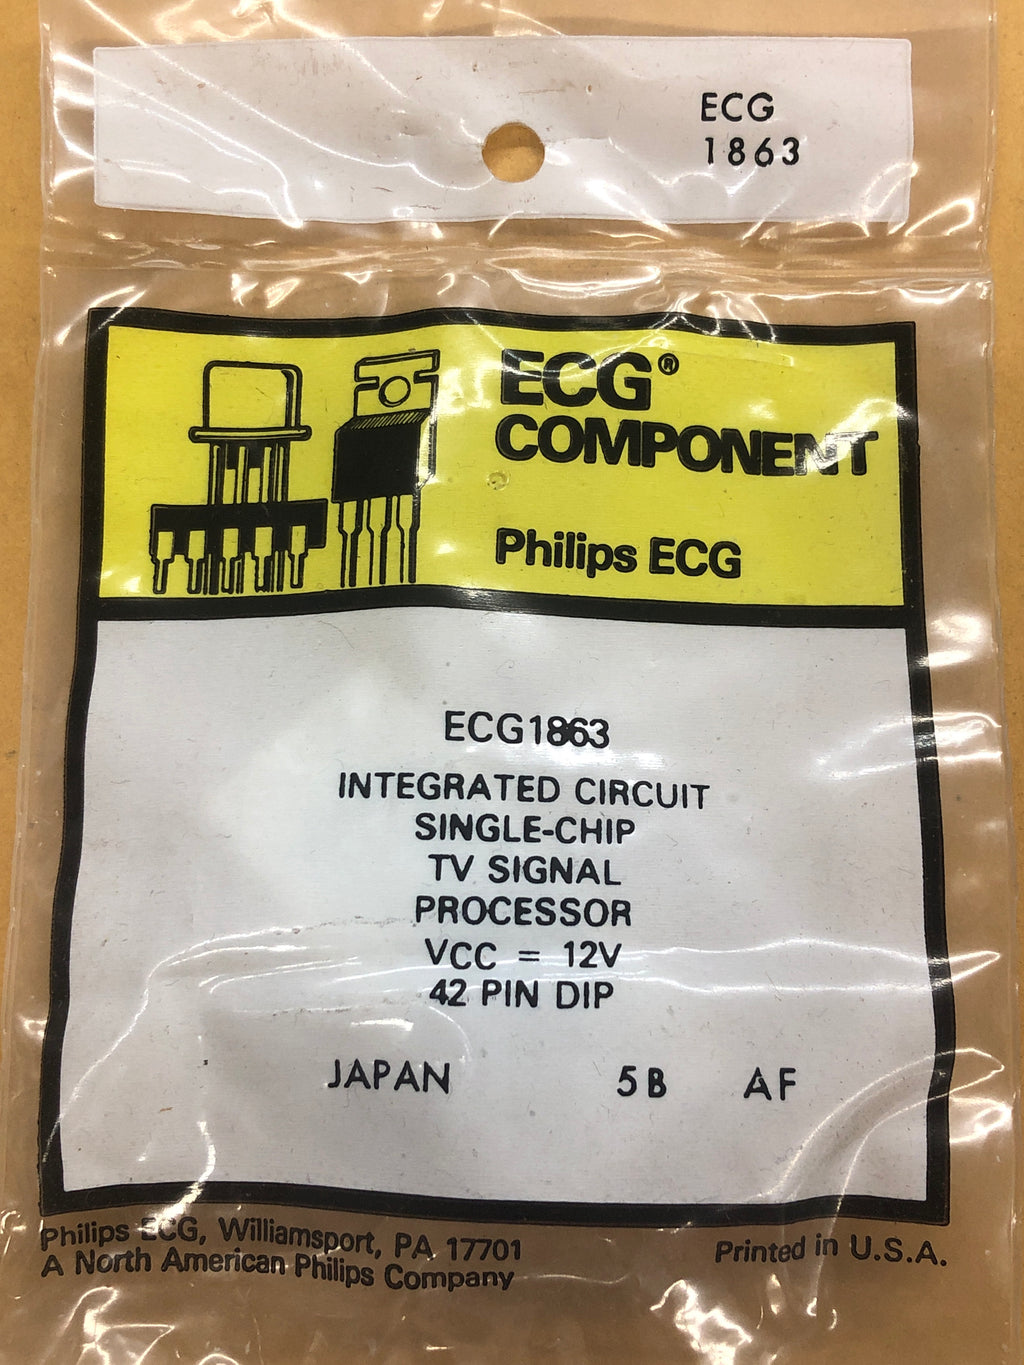 ECG
1863
ECG®
COMPONENT
Philips ECG
ECG1863
INTEGRATED CIRCUIT
SINGLE-CHIP
TV SIGNAL
PROCESSOR
VCC = 12V
42 PIN DIP
JAPAN 5B AF
Philips ECG, Williamsport, PA 17701
A North American Philips Company
Printed in U.S.A.